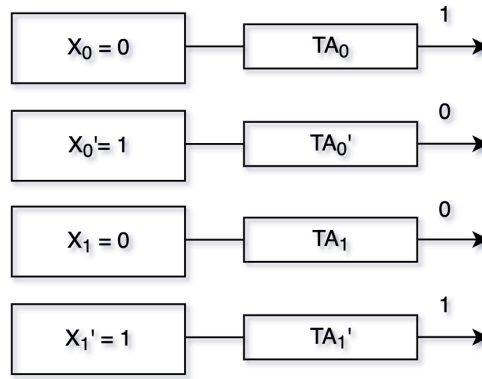 1
X₀ = 0 TA₀
0
X₀'= 1 TA₀'
0
X₁ = 0 TA₁
1
X₁' = 1 TA₁'